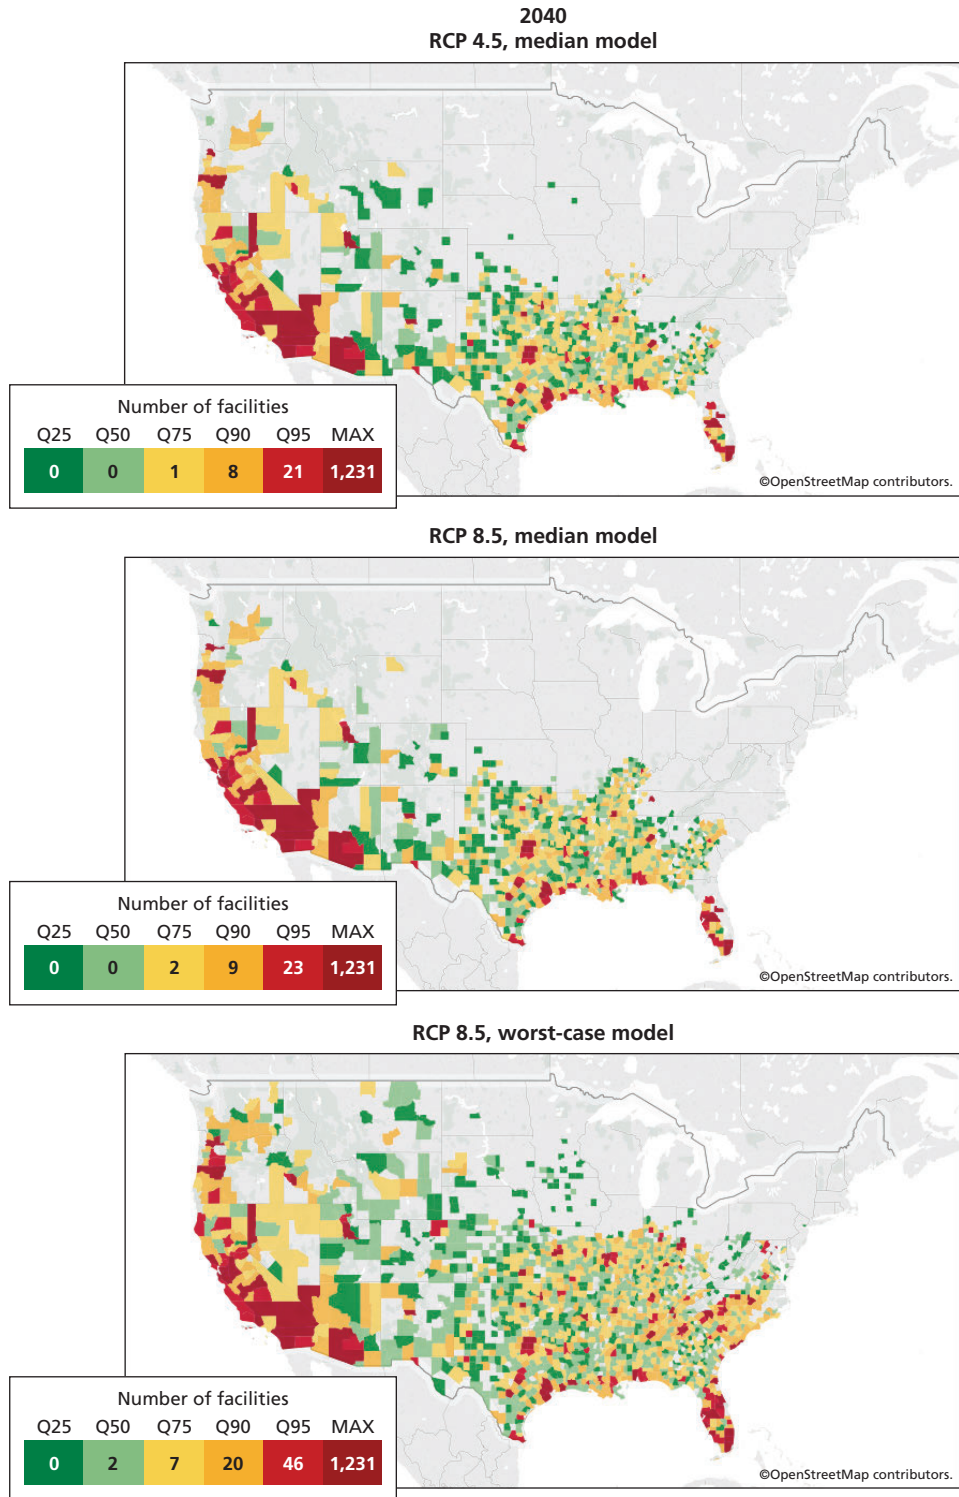 2040
RCP 4.5, median model
Number of facilities
Q25 Q50 Q75 Q90 Q95 MAX
0 0 1 8 21 1,231
©OpenStreetMap contributors.
RCP 8.5, median model
Number of facilities
Q25 Q50 Q75 Q90 Q95 MAX
0 0 2 9 23 1,231
©OpenStreetMap contributors.
RCP 8.5, worst-case model
Number of facilities
Q25 Q50 Q75 Q90 Q95 MAX
0 2 7 20 46 1,231
©OpenStreetMap contributors.